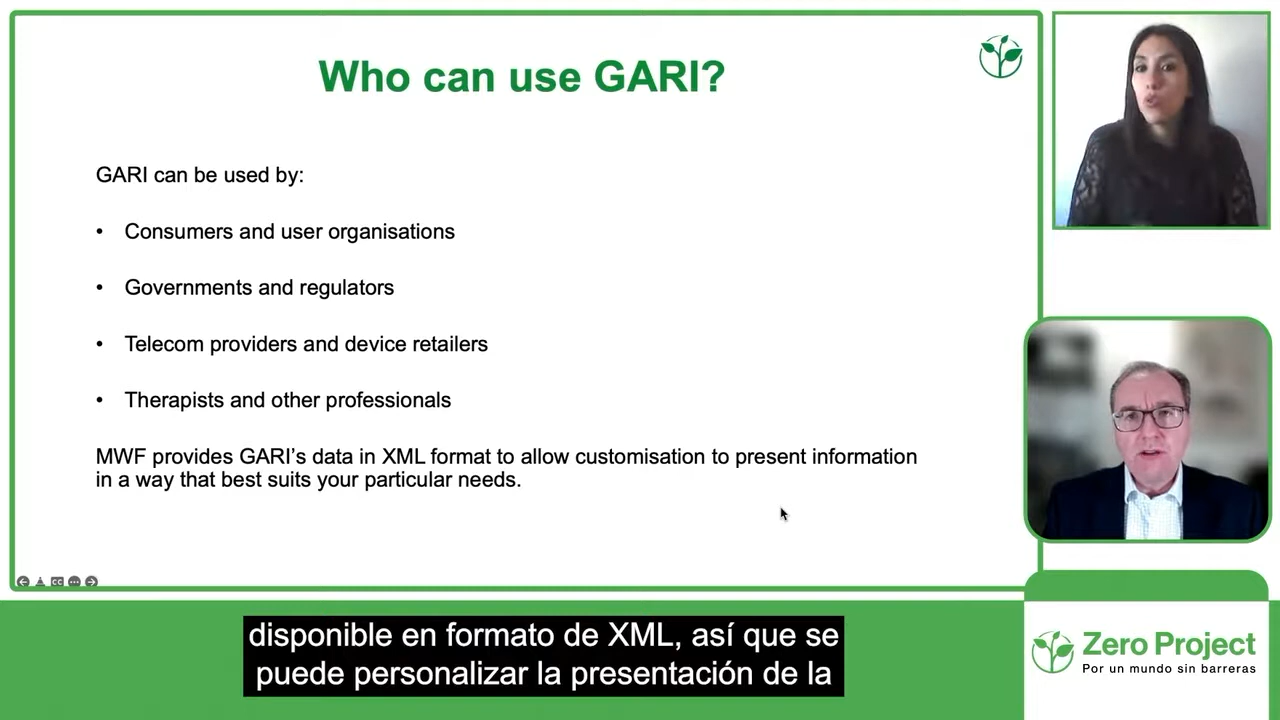 Who can use GARI?
GARI can be used by:
• Consumers and user organisations
• Governments and regulators
• Telecom providers and device retailers
• Therapists and other professionals
MWF provides GARI's data in XML format to allow customisation to present information
in a way that best suits your particular needs.
disponible en formato de XML, así que se
puede personalizar la presentación de la
Zero Project
Por un mundo sin barreras